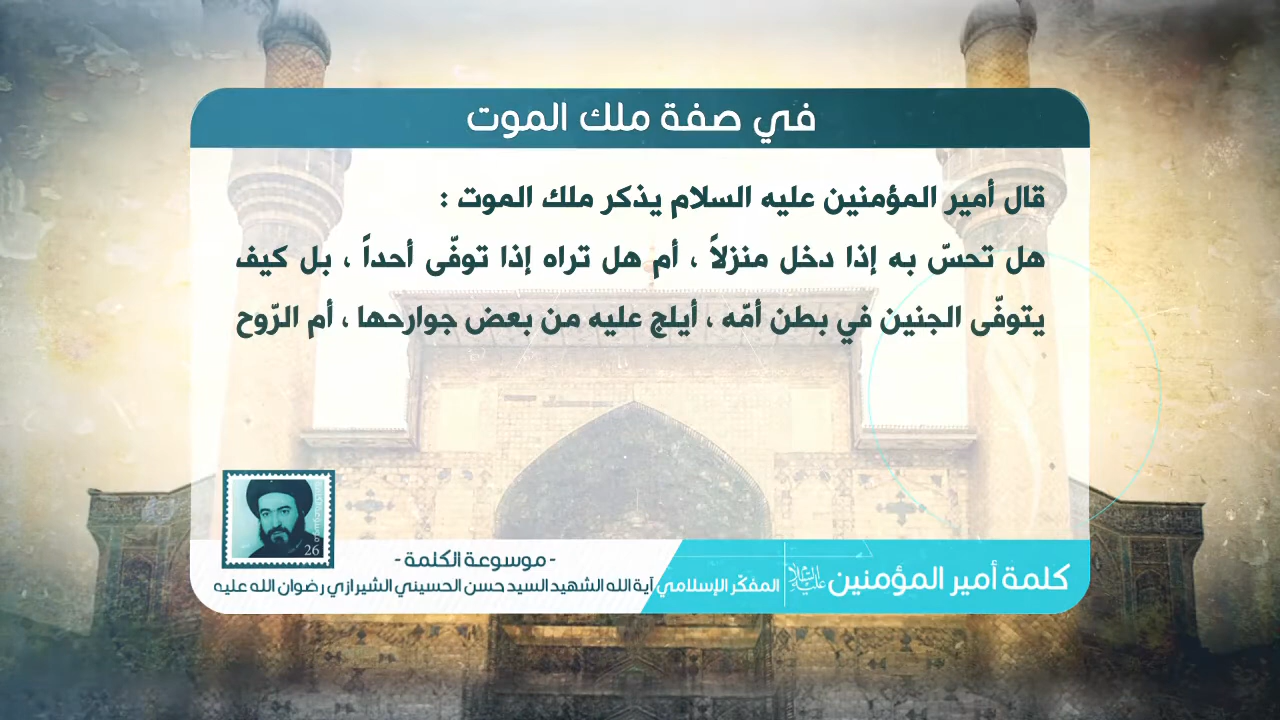 في صفة ملك الموت
قال أمير المؤمنين عليه السلام يذكر ملك الموت :
هل تحسّ به إذا دخل منزلاً ، أم هل تراه إذا توفّى أحداً ، بل كيف
يتوفّى الجنين في بطن أمّه ، أيلج عليه من بعض جوارحها ، أم الرّوح
26
- موسوعة الكلمة -
كلمة أمير المؤمنين عليه السلام
المفكّر الإسلامي آية الله الشهيد السيد حسن الحسيني الشيرازي رضوان الله عليه